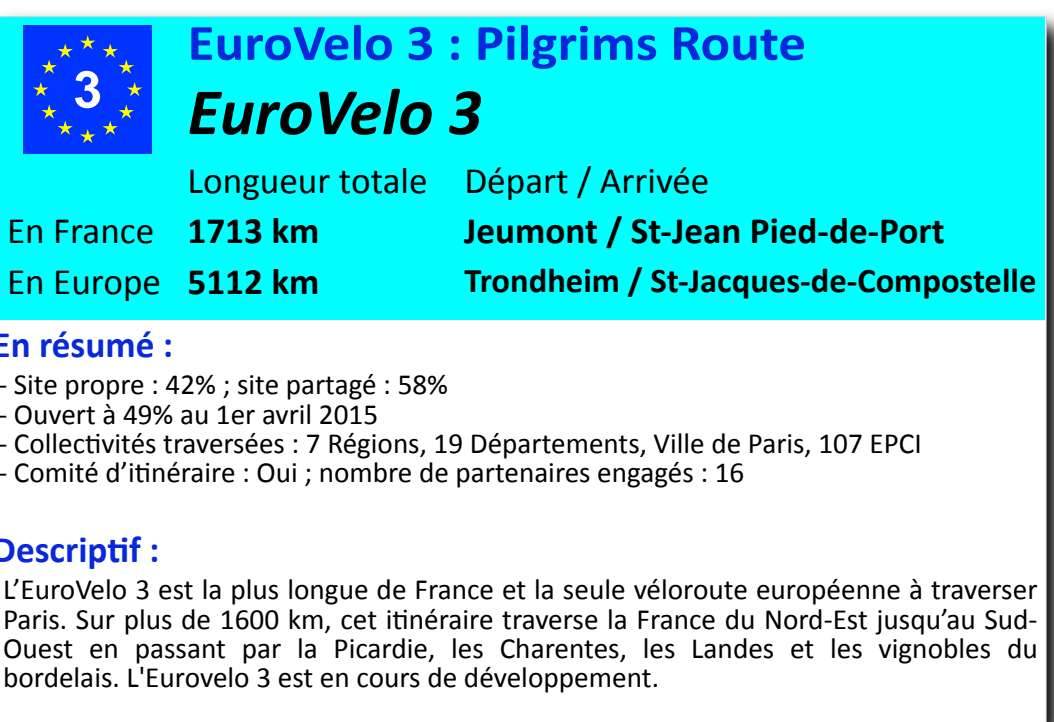 3
EuroVelo 3 : Pilgrims Route
EuroVelo 3
Longueur totale Départ / Arrivée
En France 1713 km Jeumont / St-Jean Pied-de-Port
En Europe 5112 km Trondheim / St-Jacques-de-Compostelle
En résumé :
- Site propre : 42% ; site partagé : 58%
- Ouvert à 49% au 1er avril 2015
- Collectivités traversées : 7 Régions, 19 Départements, Ville de Paris, 107 EPCI
- Comité d'itinéraire : Oui ; nombre de partenaires engagés : 16
Descriptif :
L'EuroVelo 3 est la plus longue de France et la seule véloroute européenne à traverser
Paris. Sur plus de 1600 km, cet itinéraire traverse la France du Nord-Est jusqu'au Sud-
Ouest en passant par la Picardie, les Charentes, les Landes et les vignobles du
bordelais. L'Eurovelo 3 est en cours de développement.